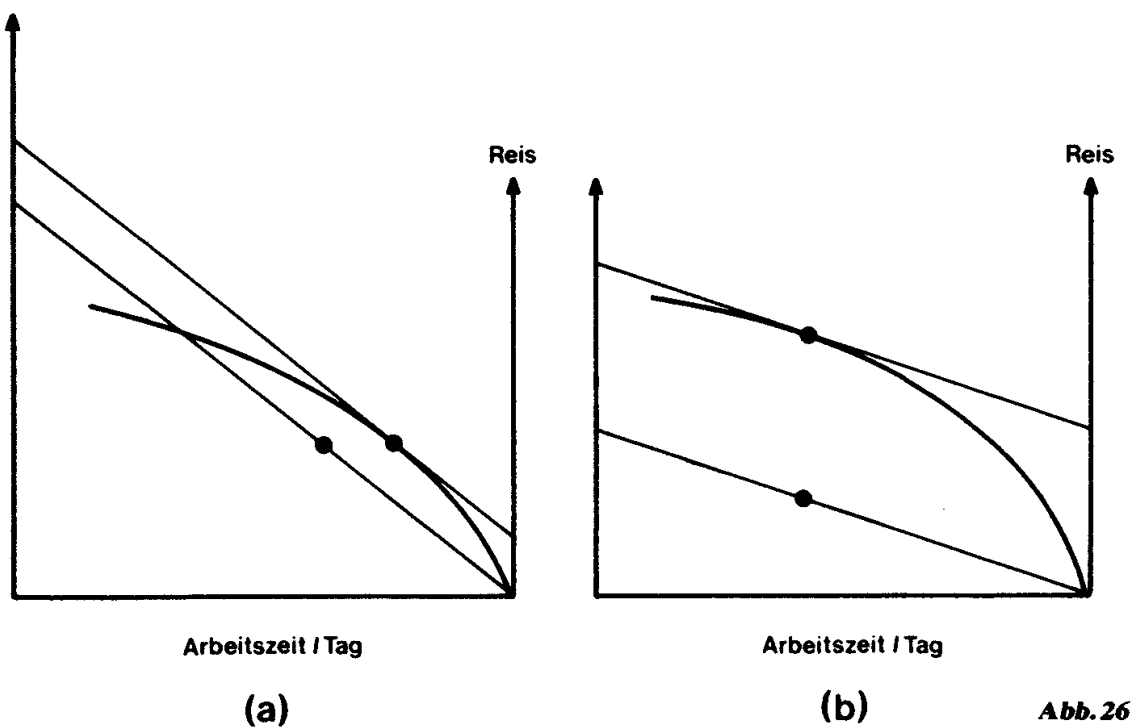 Reis
Reis
Arbeitszeit / Tag
Arbeitszeit / Tag
(a)
(b)
Abb. 26